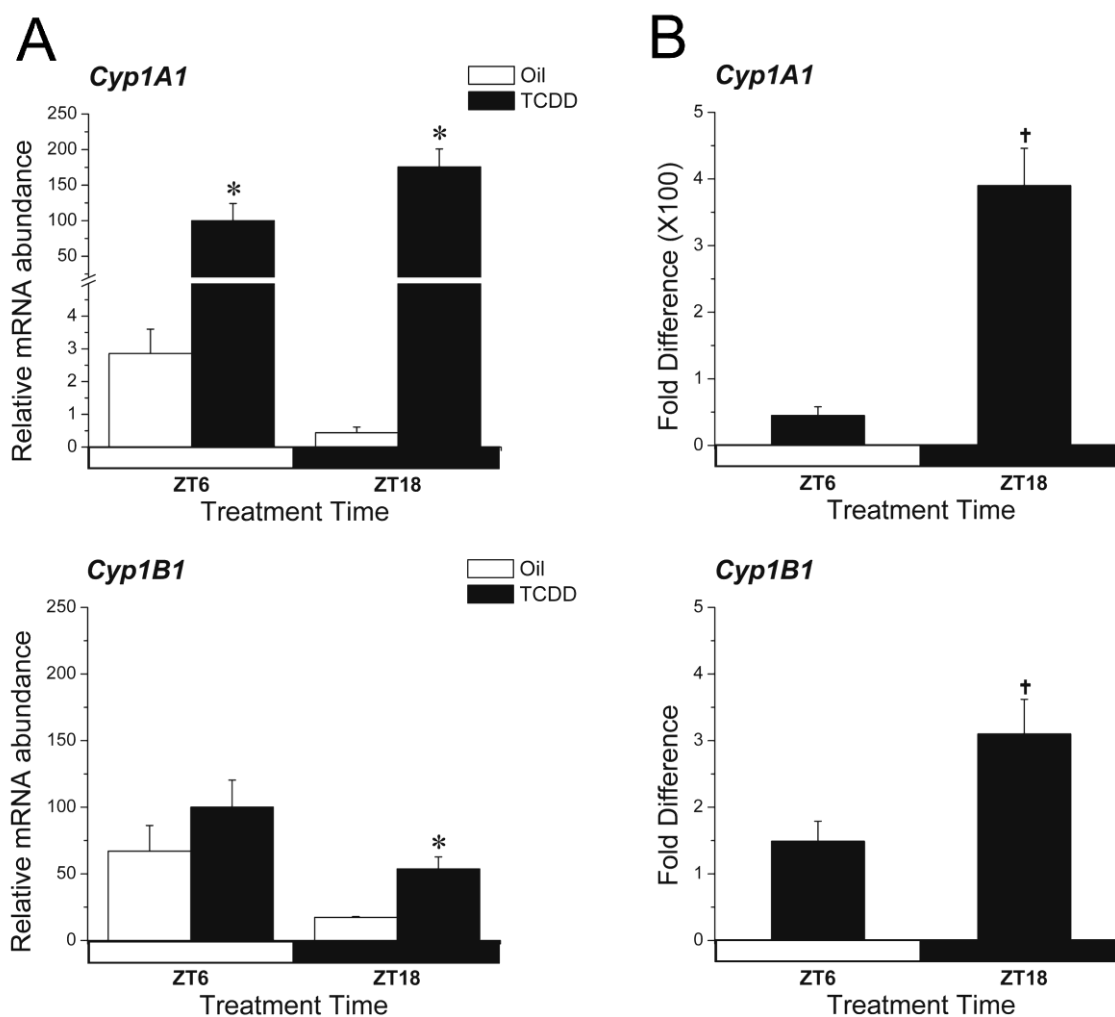 A
Cyp1A1
Oil
TCDD
Relative mRNA abundance
250
200
150
125
100
50
4
3
2
1
0
*
*
ZT6
ZT18
Treatment Time
B
Cyp1A1
Fold Difference (X100)
5
4
3
2
1
0
†
ZT6
ZT18
Treatment Time
Cyp1B1
Oil
TCDD
Relative mRNA abundance
250
200
150
100
50
0
*
ZT6
ZT18
Treatment Time
Cyp1B1
Fold Difference
5
4
3
2
1
0
†
ZT6
ZT18
Treatment Time